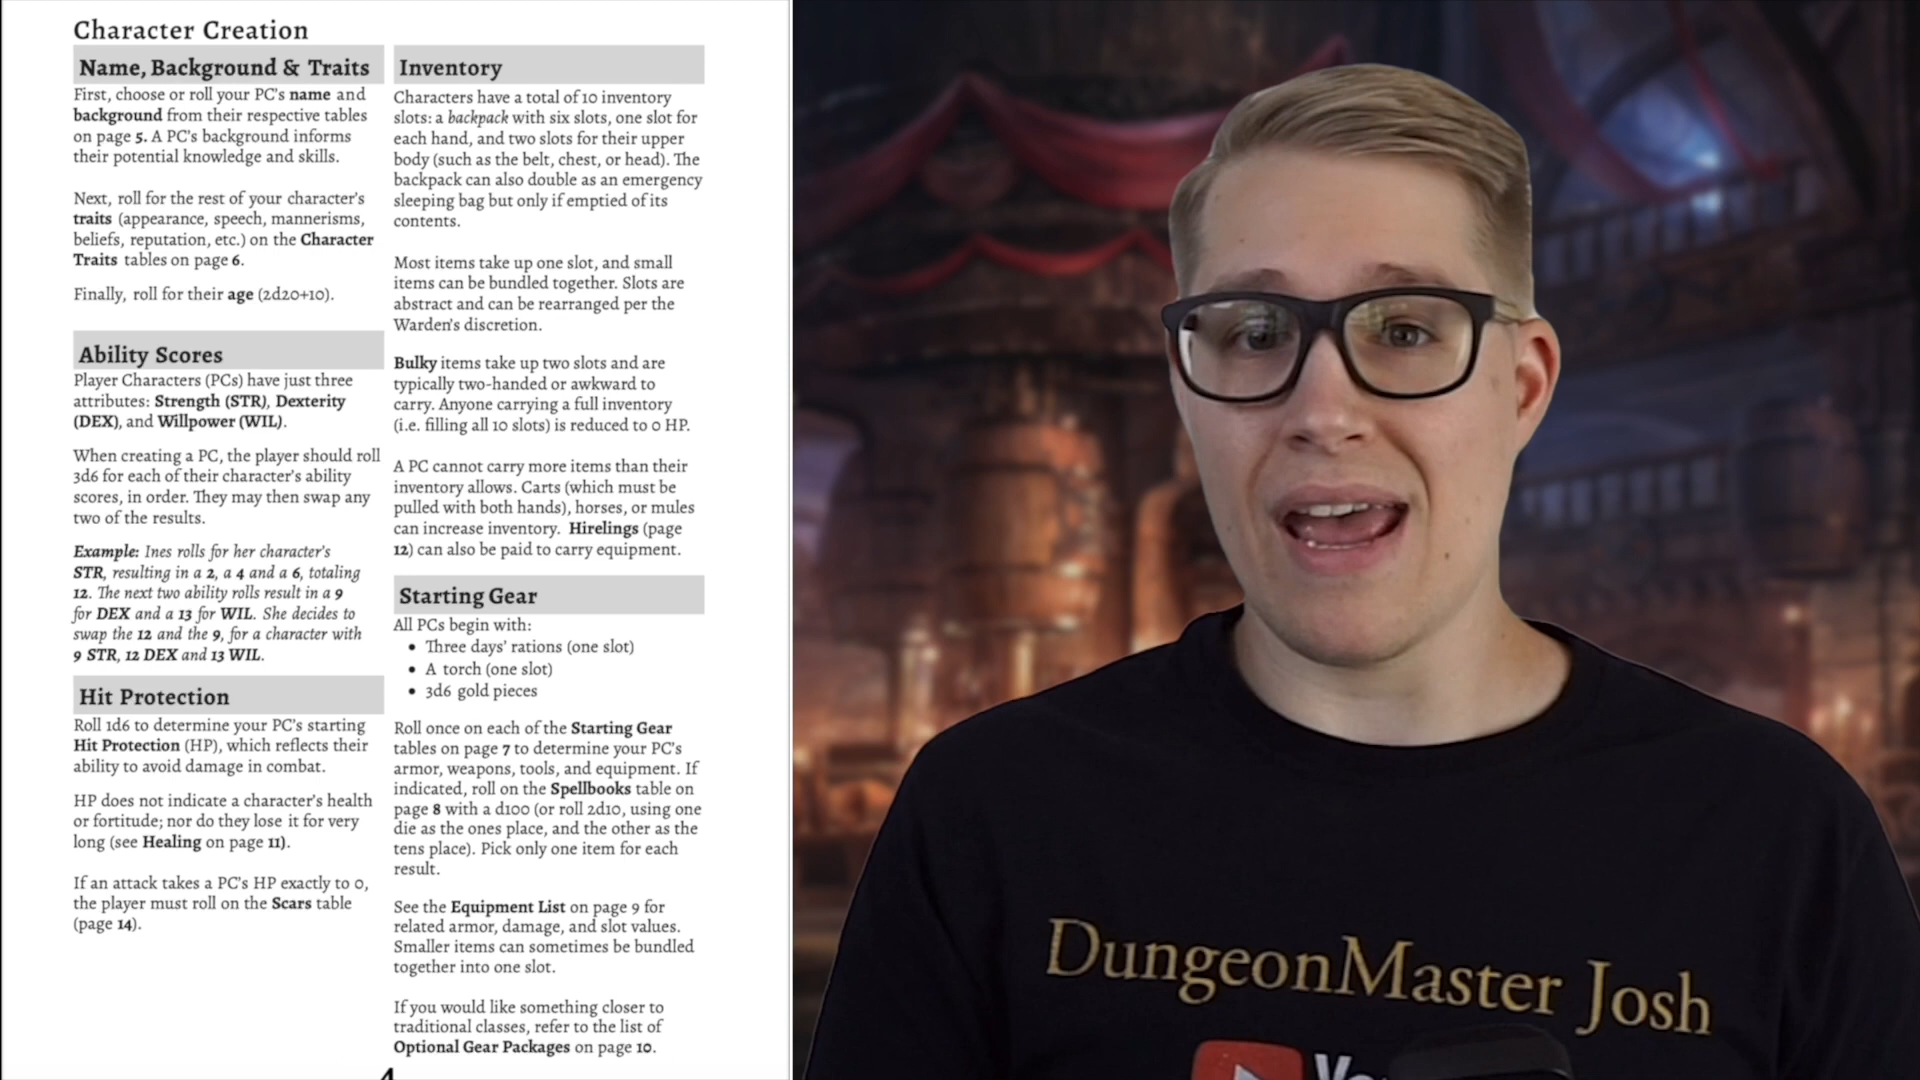 Character Creation
Name, Background & Traits
First, choose or roll your PC's name and
background from their respective tables
on page 5. A PC's background informs
their potential knowledge and skills.
Next, roll for the rest of your character's
traits (appearance, speech, mannerisms,
beliefs, reputation, etc.) on the Character
Traits tables on page 6.
Finally, roll for their age (2d20+10).
Ability Scores
Player Characters (PCs) have just three
attributes: Strength (STR), Dexterity
(DEX), and Willpower (WIL).
When creating a PC, the player should roll
3d6 for each of their character's ability
scores, in order. They may then swap any
two of the results.
Example: Ines rolls for her character's
STR, resulting in a 2, a 4 and a 6, totaling
12. The next two ability rolls result in a 9
for DEX and a 13 for WIL. She decides to
swap the 12 and the 9, for a character with
9 STR, 12 DEX and 13 WIL.
Hit Protection
Roll 1d6 to determine your PC's starting
Hit Protection (HP), which reflects their
ability to avoid damage in combat.
HP does not indicate a character's health
or fortitude; nor do they lose it for very
long (see Healing on page 11).
If an attack takes a PC's HP exactly to 0,
the player must roll on the Scars table
(page 14).
Inventory
Characters have a total of 10 inventory
slots: a backpack with six slots, one slot for
each hand, and two slots for their upper
body (such as the belt, chest, or head). The
backpack can also double as an emergency
sleeping bag but only if emptied of its
contents.
Most items take up one slot, and small
items can be bundled together. Slots are
abstract and can be rearranged per the
Warden's discretion.
Bulky items take up two slots and are
typically two-handed or awkward to
carry. Anyone carrying a full inventory
(i.e. filling all 10 slots) is reduced to 0 HP.
A PC cannot carry more items than their
inventory allows. Carts (which must be
pulled with both hands), horses, or mules
can increase inventory. Hirelings (page
12) can also be paid to carry equipment.
Starting Gear
All PCs begin with:
• Three days' rations (one slot)
• A torch (one slot)
• 3d6 gold pieces
Roll once on each of the Starting Gear
tables on page 7 to determine your PC's
armor, weapons, tools, and equipment. If
indicated, roll on the Spellbooks table on
page 8 with a d100 (or roll 2d10, using one
die as the ones place, and the other as the
tens place). Pick only one item for each
result.
See the Equipment List on page 9 for
related armor, damage, and slot values.
Smaller items can sometimes be bundled
together into one slot.
If you would like something closer to
traditional classes, refer to the list of
Optional Gear Packages on page 10.
4
DungeonMaster Josh